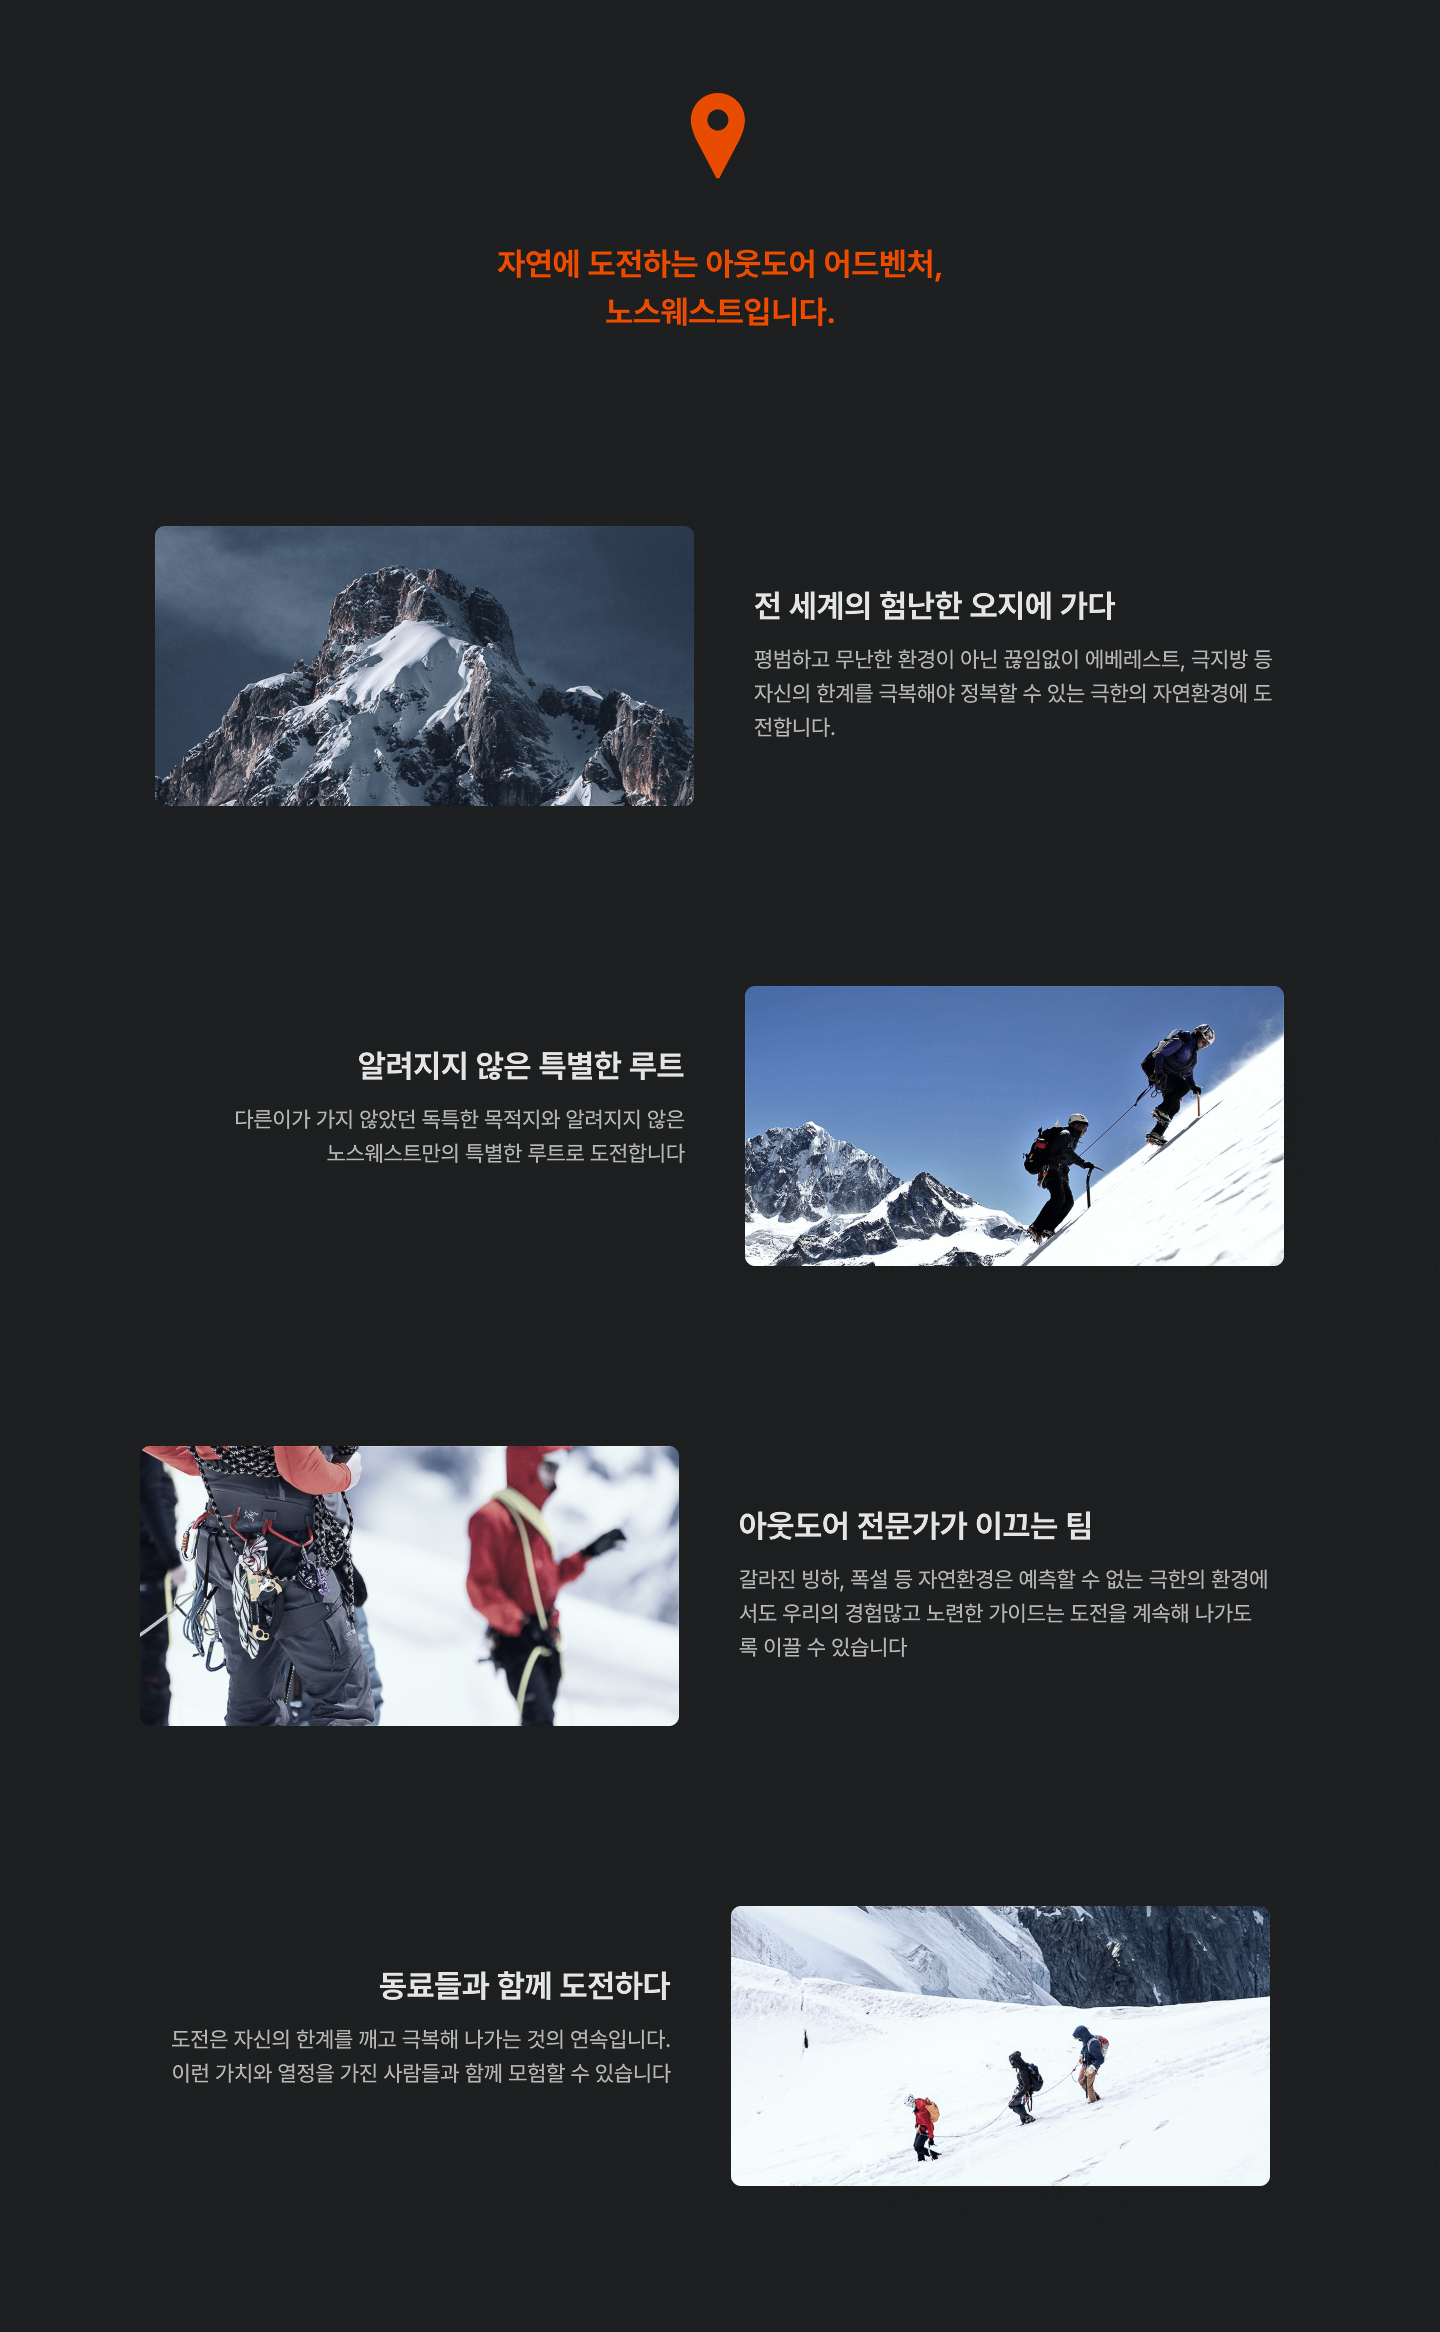 자연에 도전하는 아웃도어 어드벤처,
노스웨스트입니다.
전 세계의 험난한 오지에 가다
평범하고 무난한 환경이 아닌 끊임없이 에베레스트, 극지방 등
자신의 한계를 극복해야 정복할 수 있는 극한의 자연환경에 도
전합니다.
알려지지 않은 특별한 루트
다른이가 가지 않았던 독특한 목적지와 알려지지 않은
노스웨스트만의 특별한 루트로 도전합니다
아웃도어 전문가가 이끄는 팀
갈라진 빙하, 폭설 등 자연환경은 예측할 수 없는 극한의 환경에
서도 우리의 경험많고 노련한 가이드는 도전을 계속해 나가도
록 이끌 수 있습니다
동료들과 함께 도전하다
도전은 자신의 한계를 깨고 극복해 나가는 것의 연속입니다.
이런 가치와 열정을 가진 사람들과 함께 모험할 수 있습니다